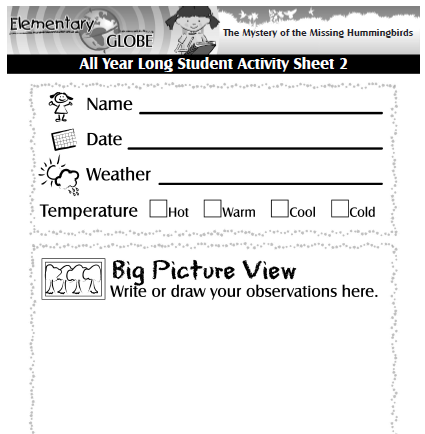 Elementary
GLOBE
The Mystery of the Missing Hummingbirds
All Year Long Student Activity Sheet 2
Name
Date
Weather
Temperature Hot Warm Cool Cold
Big Picture View
Write or draw your observations here.